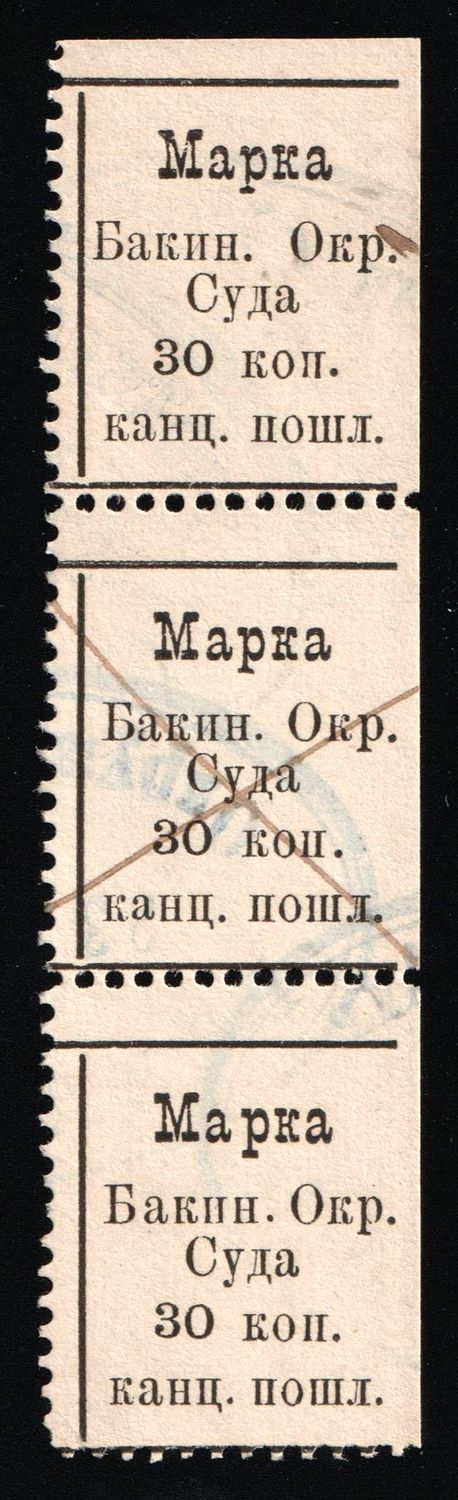 Марка
Бакин. Окр.
Суда
30 коп.
канц. пошл.
Марка
Бакин. Окр.
Суда
30 коп.
канц. пошл.
Марка
Бакин. Окр.
Суда
30 коп.
канц. пошл.